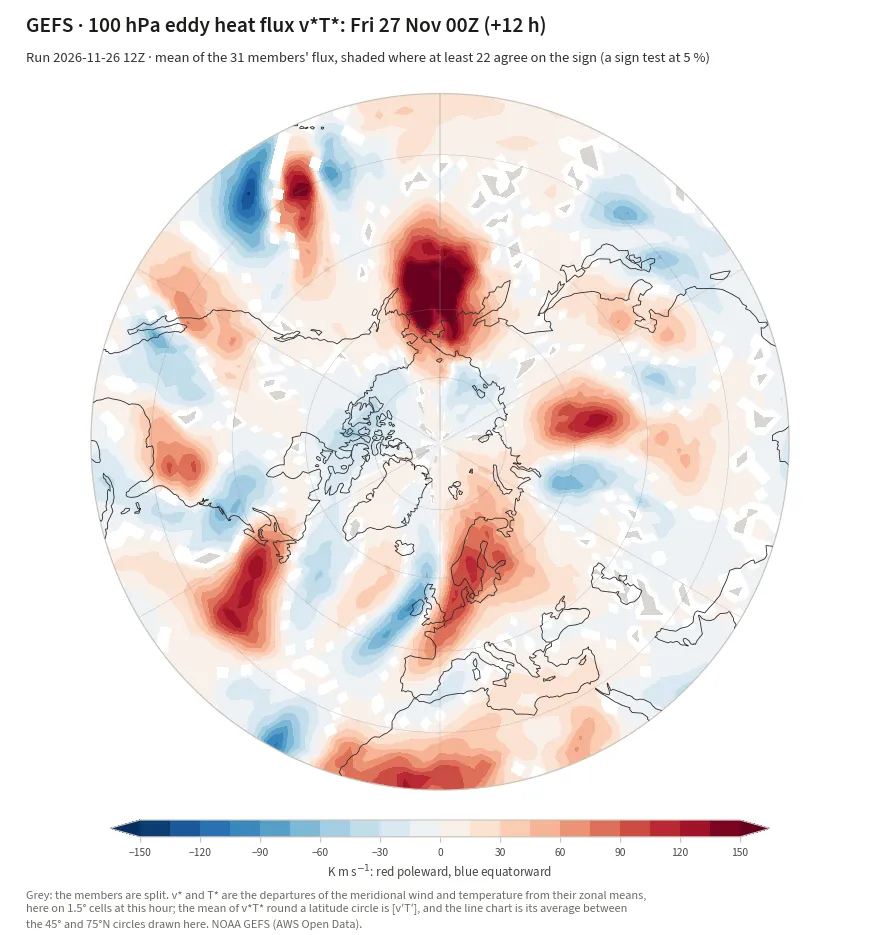 GEFS · 100 hPa eddy heat flux v*T*: Fri 27 Nov 00Z (+12 h)
Run 2026-11-26 12Z · mean of the 31 members' flux, shaded where at least 22 agree on the sign (a sign test at 5 %)
−150 −120 −90 −60 −30 0 30 60 90 120 150
K m s⁻¹: red poleward, blue equatorward
Grey: the members are split. v* and T* are the departures of the meridional wind and temperature from their zonal means,
here on 1.5° cells at this hour; the mean of v*T* round a latitude circle is [v′T′], and the line chart is its average between
the 45° and 75°N circles drawn here. NOAA GEFS (AWS Open Data).